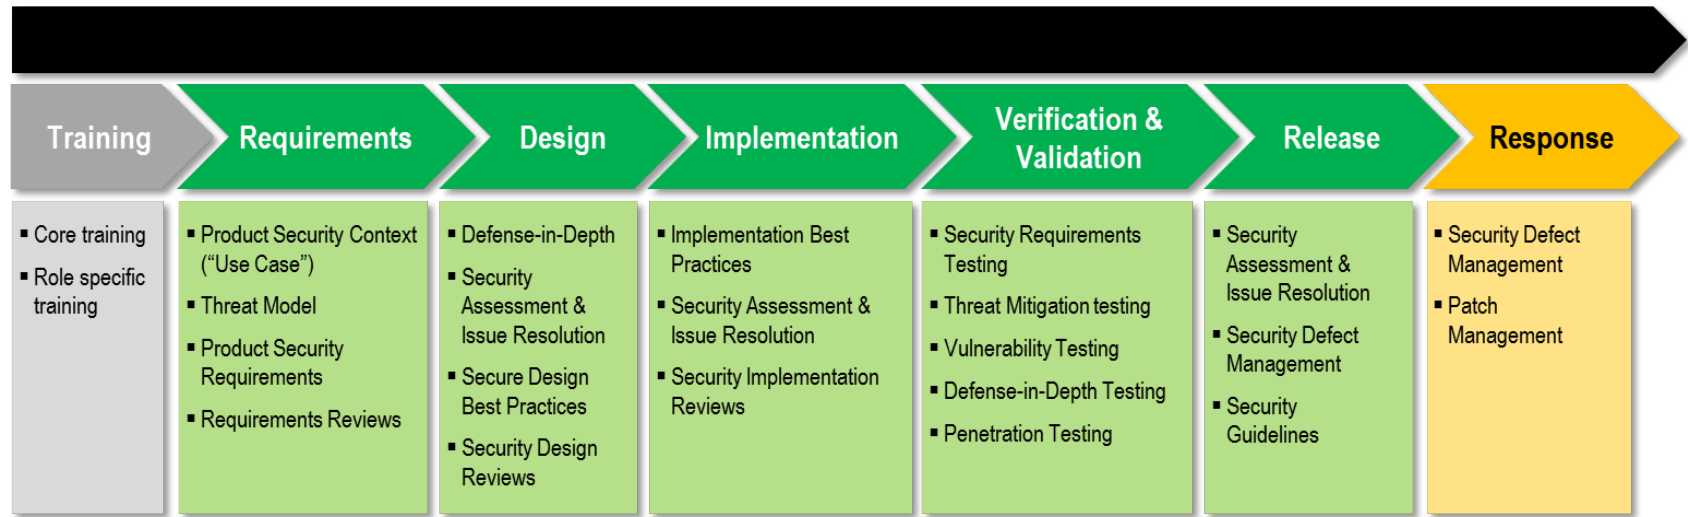 Training
Requirements
Design
Implementation
Verification &
Validation
Release
Response
▪ Core training
▪ Role specific
training
▪ Product Security Context
(“Use Case”)
▪ Threat Model
▪ Product Security
Requirements
▪ Requirements Reviews
▪ Defense-in-Depth
▪ Security
Assessment &
Issue Resolution
▪ Secure Design
Best Practices
▪ Security Design
Reviews
▪ Implementation Best
Practices
▪ Security Assessment &
Issue Resolution
▪ Security Implementation
Reviews
▪ Security Requirements
Testing
▪ Threat Mitigation testing
▪ Vulnerability Testing
▪ Defense-in-Depth Testing
▪ Penetration Testing
▪ Security
Assessment &
Issue Resolution
▪ Security Defect
Management
▪ Security
Guidelines
▪ Security Defect
Management
▪ Patch
Management